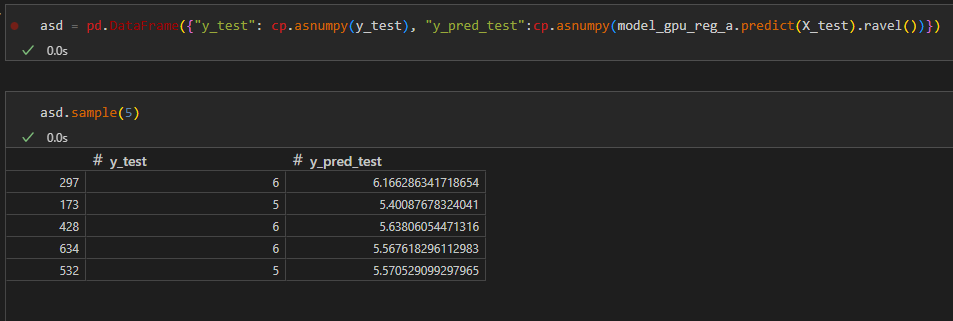 asd = pd.DataFrame({"y_test": cp.asnumpy(y_test), "y_pred_test":cp.asnumpy(model_gpu_reg_a.predict(X_test).ravel())})
0.0s
asd.sample(5)
0.0s
# y_test # y_pred_test
297 6 6.166286341718654
173 5 5.40087678324041
428 6 5.63806054471316
634 6 5.567618296112983
532 5 5.570529099297965